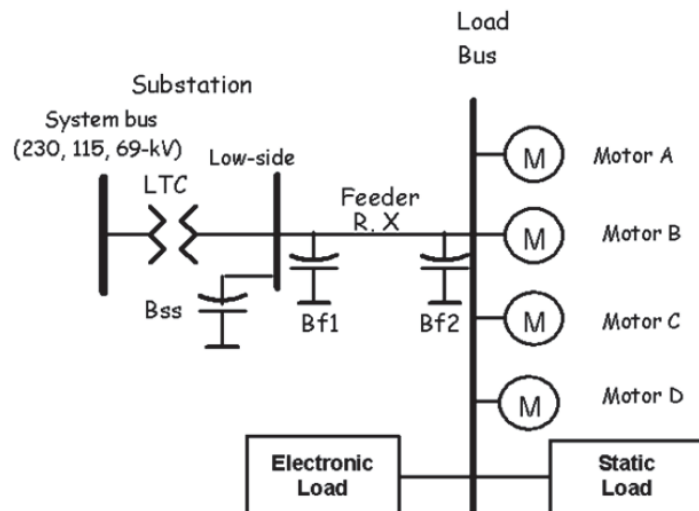 Load
Bus
Substation
System bus
(230, 115, 69-kV)
Low-side
LTC
Feeder
R, X
M
Motor A
M
Motor B
Bss
Bf1
Bf2
M
Motor C
M
Motor D
Electronic
Load
Static
Load